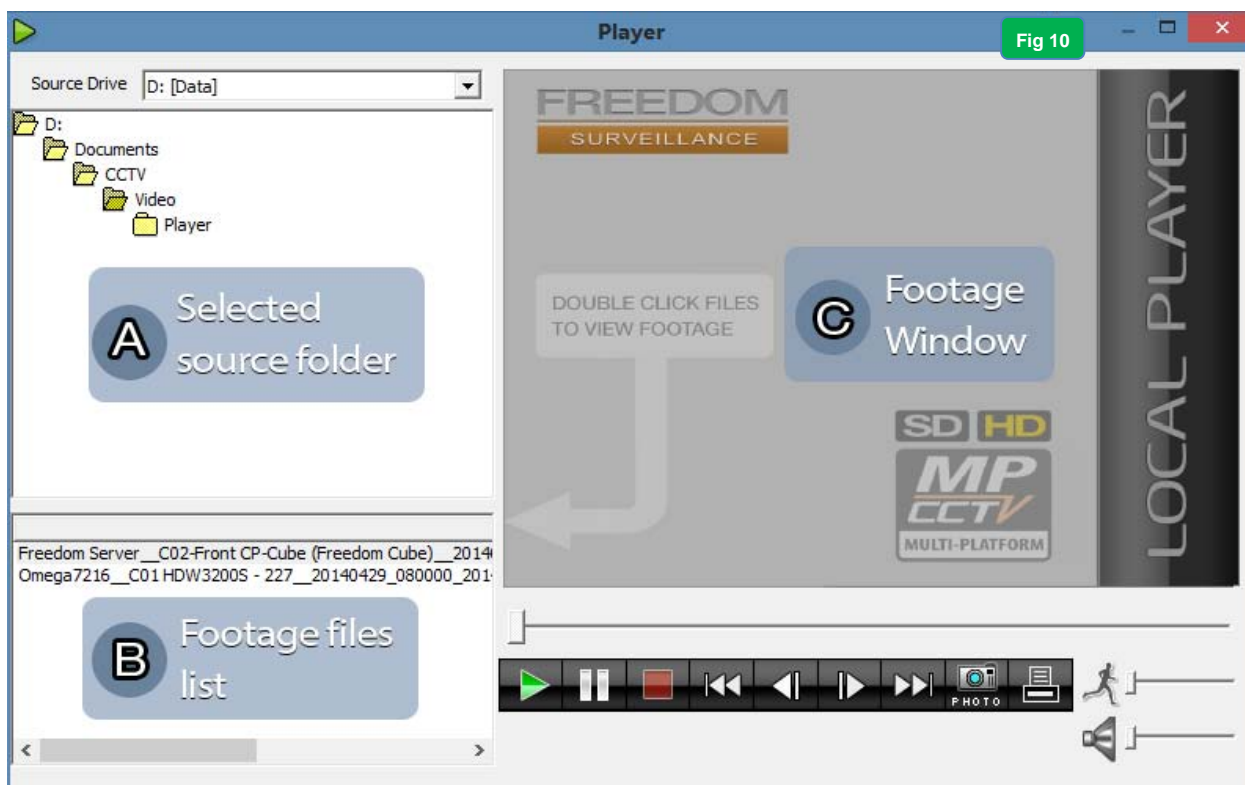 Player
Fig 10
Source Drive D: [Data]
D:
Documents
CCTV
Video
Player
A Selected
source folder
Freedom Server__C02-Front CP-Cube (Freedom Cube)__2014
Omega7216__C01 HDW3200S - 227__20140429_080000_201
B Footage files
list
FREEDOM
SURVEILLANCE
DOUBLE CLICK FILES
TO VIEW FOOTAGE
C Footage
Window
SD HD
MP
CCTV
MULTI-PLATFORM
LOCAL PLAYER
PHOTO